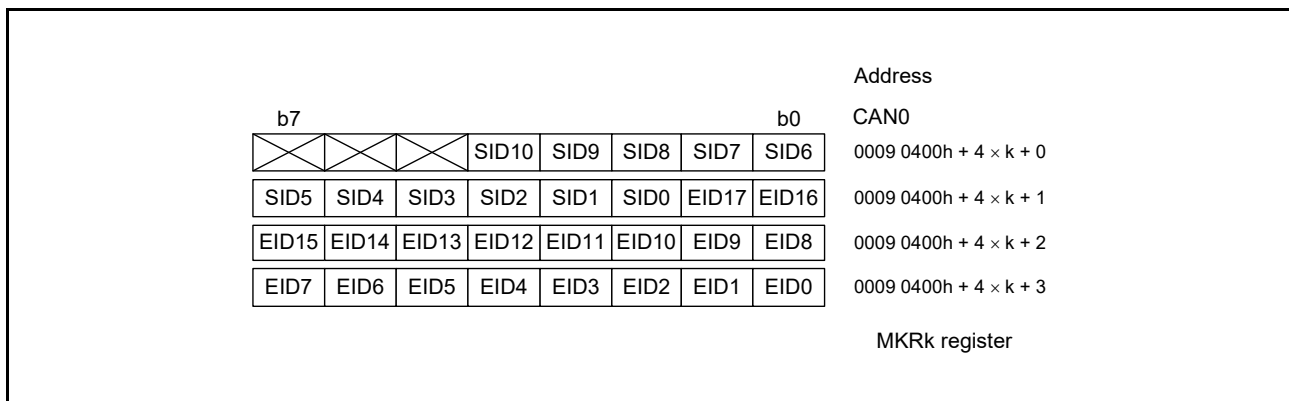 Address
b7 b0 CAN0
SID10 SID9 SID8 SID7 SID6 0009 0400h + 4 × k + 0
SID5 SID4 SID3 SID2 SID1 SID0 EID17 EID16 0009 0400h + 4 × k + 1
EID15 EID14 EID13 EID12 EID11 EID10 EID9 EID8 0009 0400h + 4 × k + 2
EID7 EID6 EID5 EID4 EID3 EID2 EID1 EID0 0009 0400h + 4 × k + 3
MKRk register